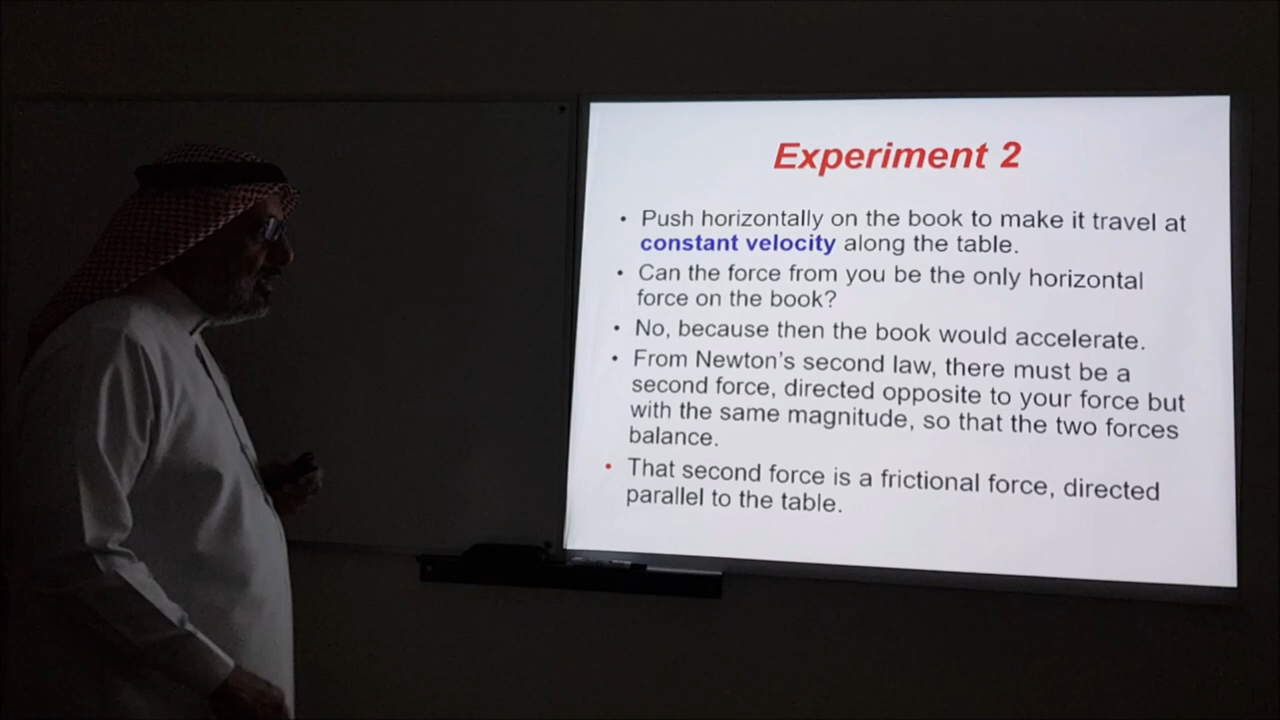 Experiment 2
• Push horizontally on the book to make it travel at
constant velocity along the table.
• Can the force from you be the only horizontal
force on the book?
• No, because then the book would accelerate.
• From Newton's second law, there must be a
second force, directed opposite to your force but
with the same magnitude, so that the two forces
balance.
• That second force is a frictional force, directed
parallel to the table.